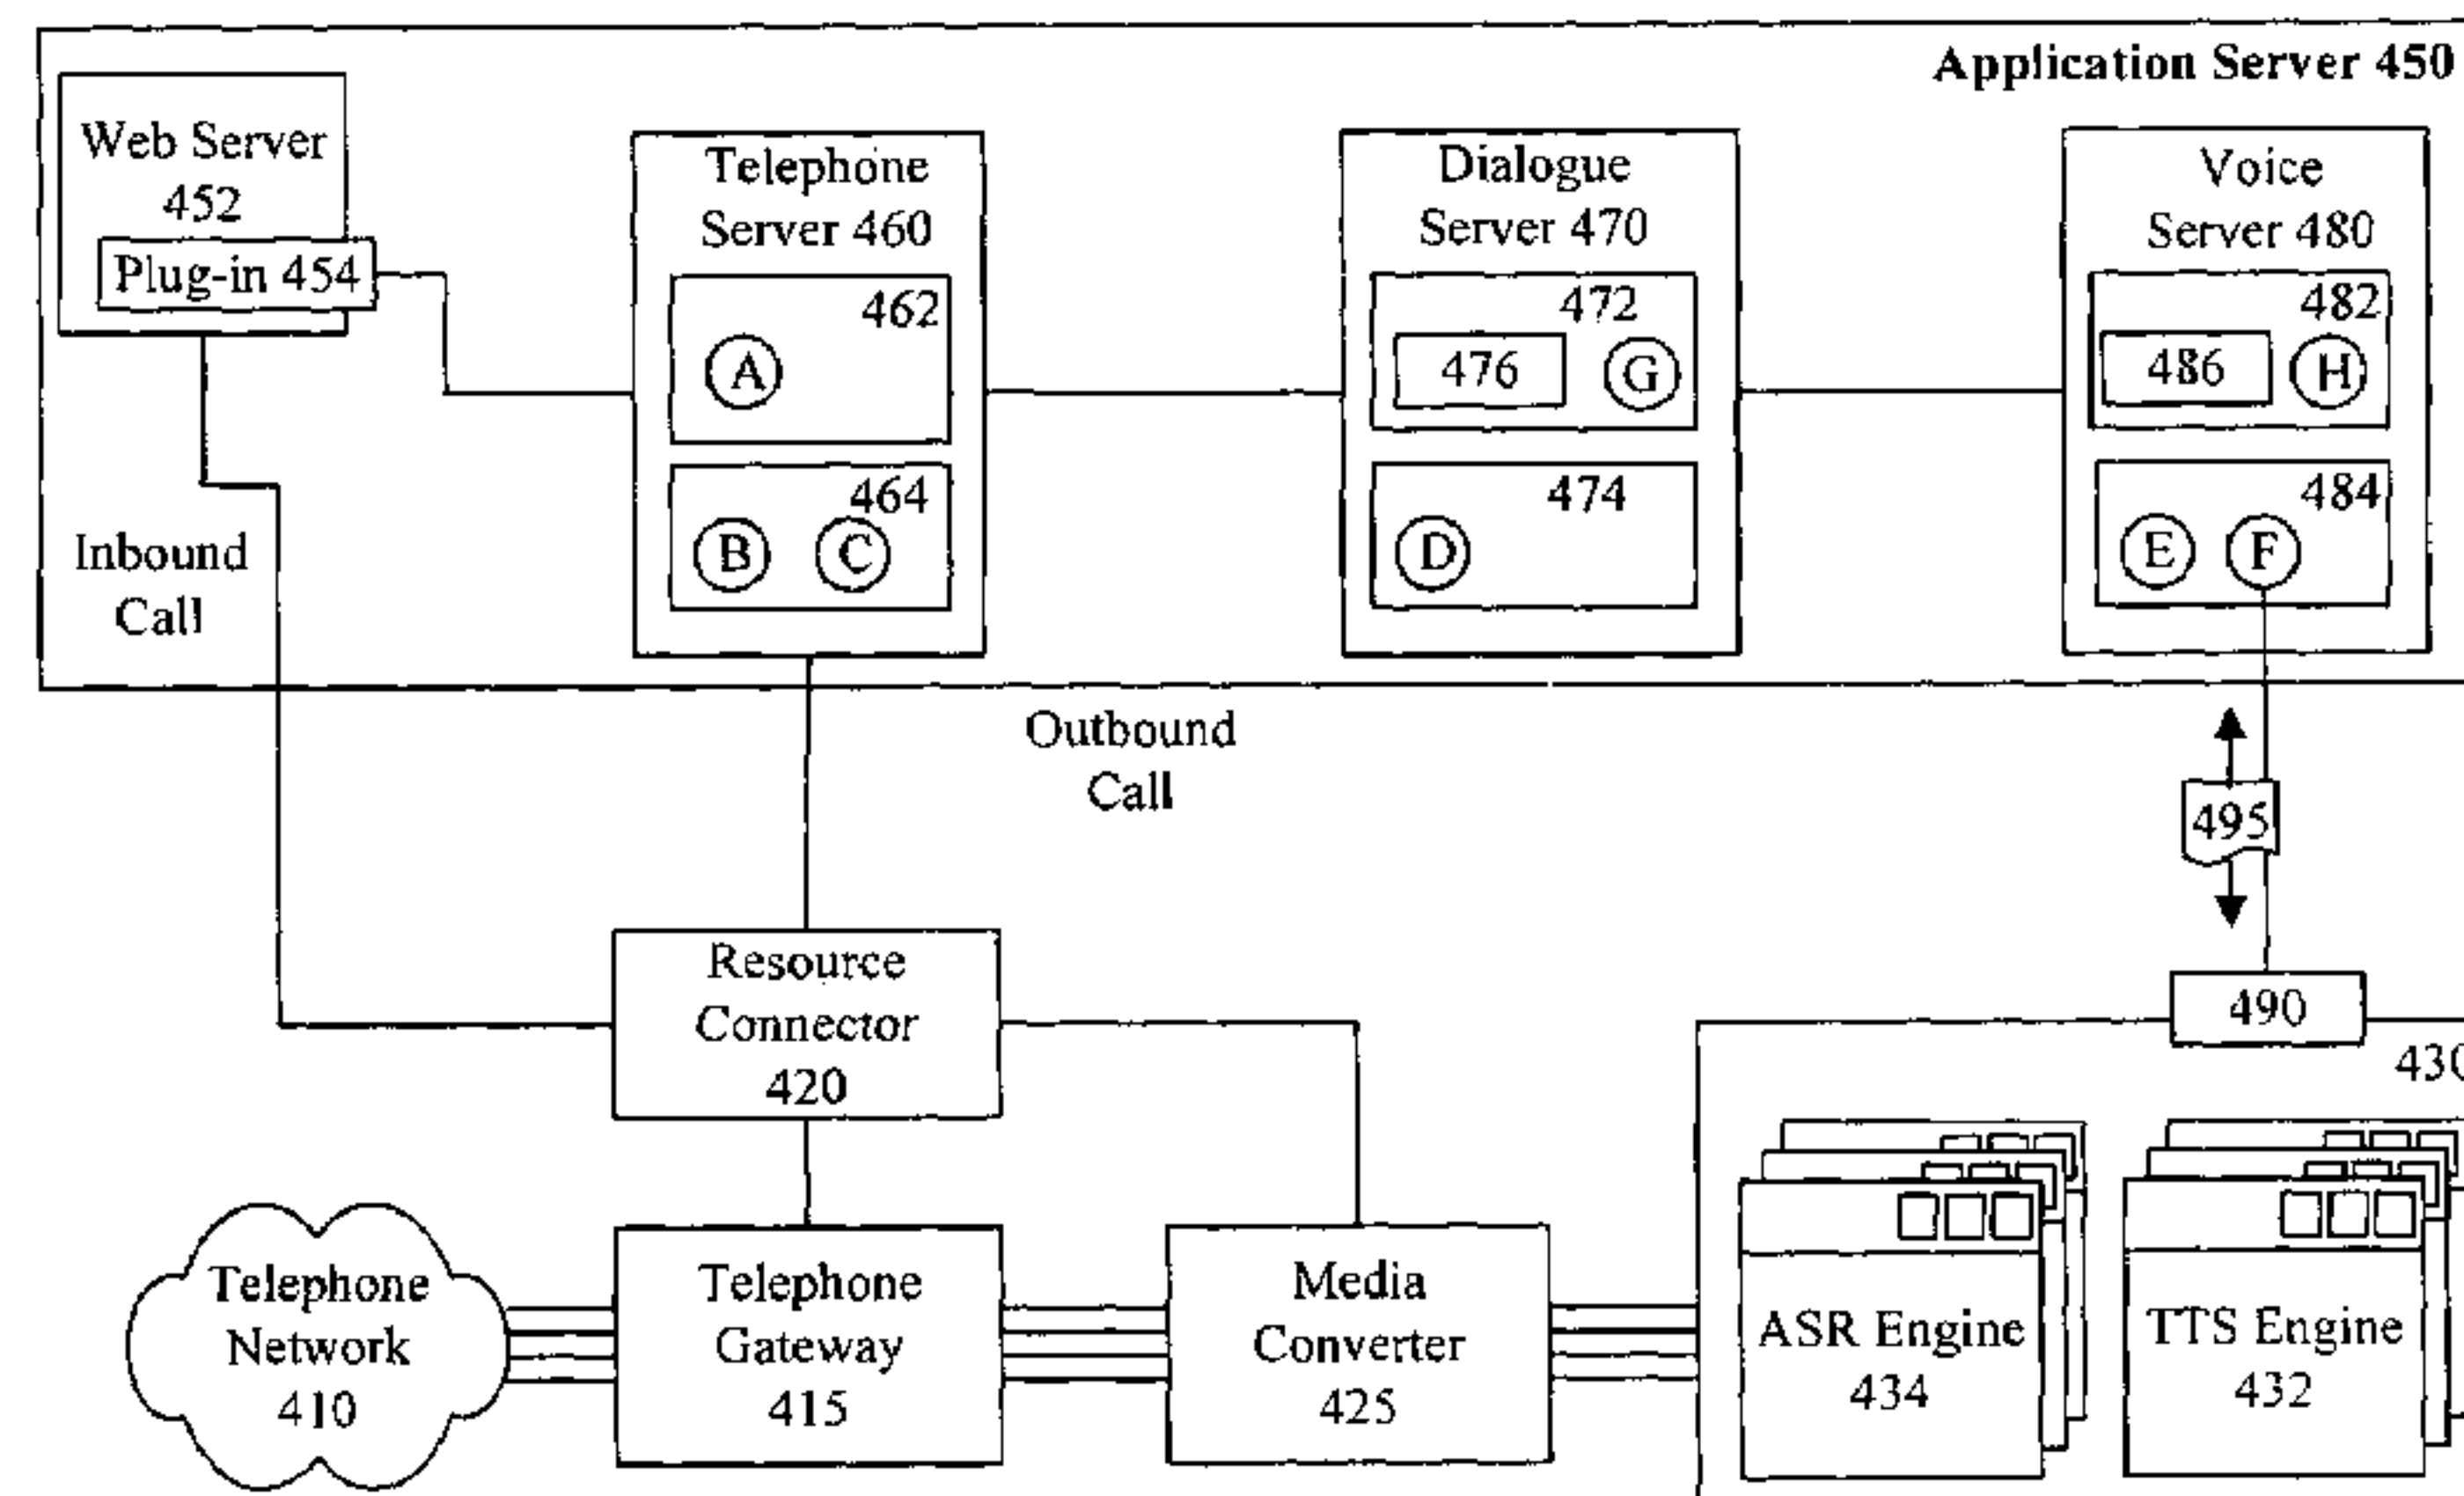 Application Server 450
Web Server
452
Plug-in 454
Telephone
Server 460
462
A
464
B C
Dialogue
Server 470
472
476 G
474
D
Voice
Server 480
482
486 H
484
E F
Inbound
Call
Outbound
Call
495
Resource
Connector
420
490
430
Telephone
Network
410
Telephone
Gateway
415
Media
Converter
425
ASR Engine
434
TTS Engine
432